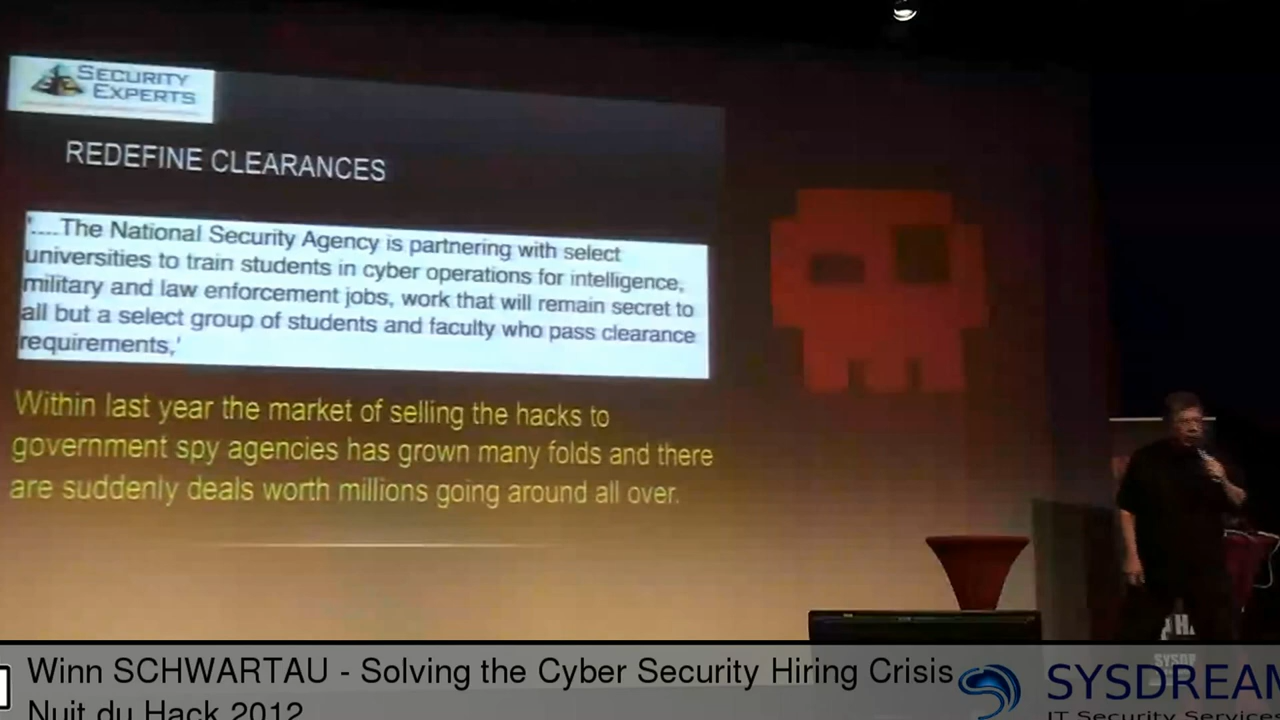 SECURITY
EXPERTS
REDEFINE CLEARANCES
'....The National Security Agency is partnering with select
universities to train students in cyber operations for intelligence,
military and law enforcement jobs, work that will remain secret to
all but a select group of students and faculty who pass clearance
requirements,'
Within last year the market of selling the hacks to
government spy agencies has grown many folds and there
are suddenly deals worth millions going around all over.
Winn SCHWARTAU - Solving the Cyber Security Hiring Crisis
Nuit du Hack 2012
SYSDREAM
IT Security Services